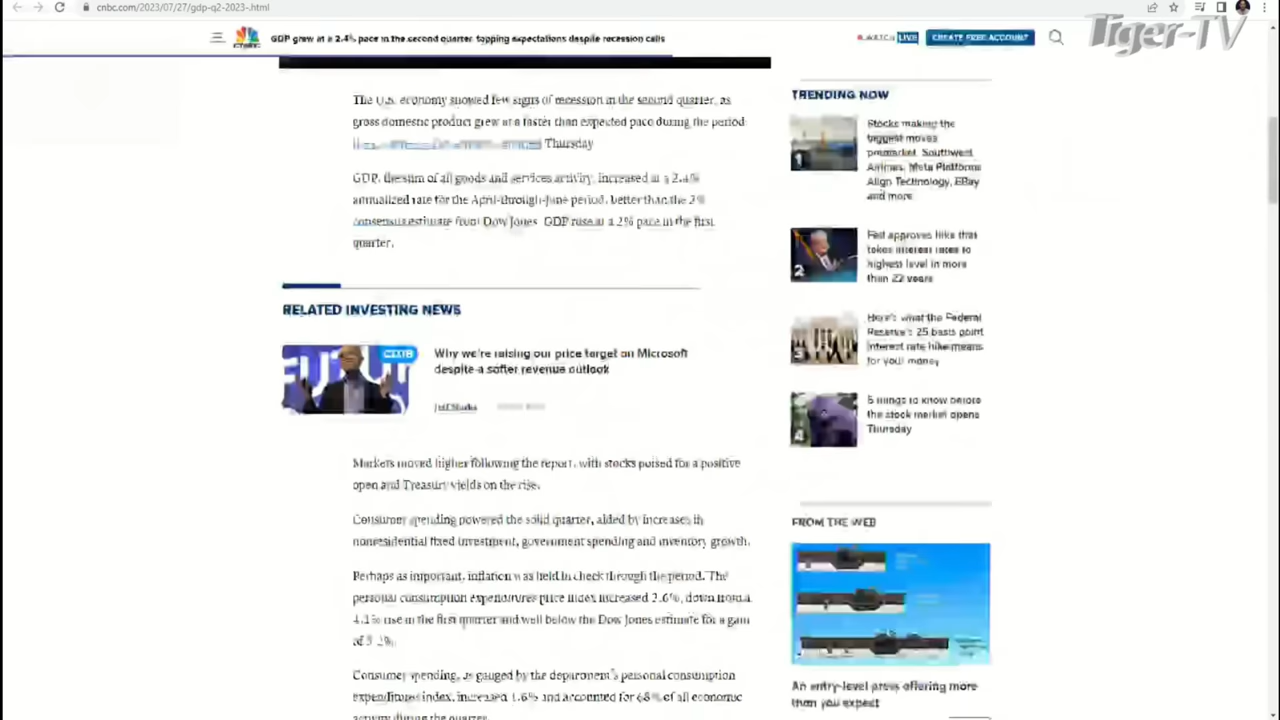 cnbc.com/2023/07/27/gdp-q2-2023-.html
Tiger-TV
GDP grew at a 2.4% pace in the second quarter, topping expectations despite recession calls
WATCH LIVE
CREATE FREE ACCOUNT
The U.S. economy showed few signs of recession in the second quarter, as
gross domestic product grew at a faster than expected pace during the period
Thursday
GDP, the sum of all goods and services activity, increased at a 2.4%
annualized rate for the April-through-June period, better than the 2%
consensus estimate from Dow Jones. GDP rose at a 2% pace in the first
quarter.
RELATED INVESTING NEWS
CLUB
Why we're raising our price target on Microsoft
despite a softer revenue outlook
Markets moved higher following the report, with stocks poised for a positive
open and Treasury yields on the rise.
Consumer spending powered the solid quarter, aided by increases in
nonresidential fixed investment, government spending and inventory growth.
Perhaps as important, inflation was held in check through the period. The
personal consumption expenditures price index increased 2.6%, down from a
4.1% rise in the first quarter and well below the Dow Jones estimate for a gain
of 3.2%.
Consumer spending, as gauged by the department's personal consumption
expenditures index, increased 1.6% and accounted for 68% of all economic
activity during the quarter.
TRENDING NOW
1
Stocks making the
biggest moves
premarket: Southwest
Airlines, Meta Platforms
Align Technology, EBay
and more
2
Fed approves hike that
takes interest rates to
highest level in more
than 22 years
3
Here's what the Federal
Reserve's 25 basis point
interest rate hike means
for your money
4
5 things to know before
the stock market opens
Thursday
FROM THE WEB
An entry-level press offering more
than you expect